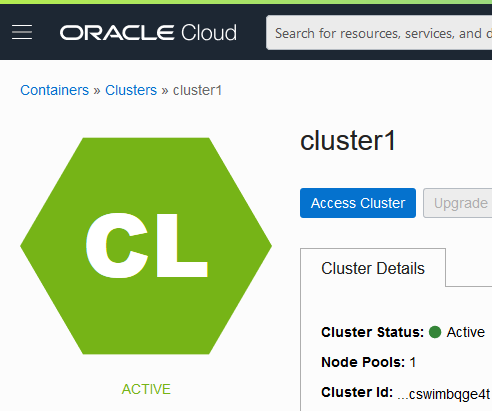 ORACLE Cloud
Search for resources, services, and d
Containers » Clusters » cluster1
cluster1
Access Cluster
Upgrade
CL
Cluster Details
Cluster Status: Active
Node Pools: 1
ACTIVE
Cluster Id: ...cswimbqge4t